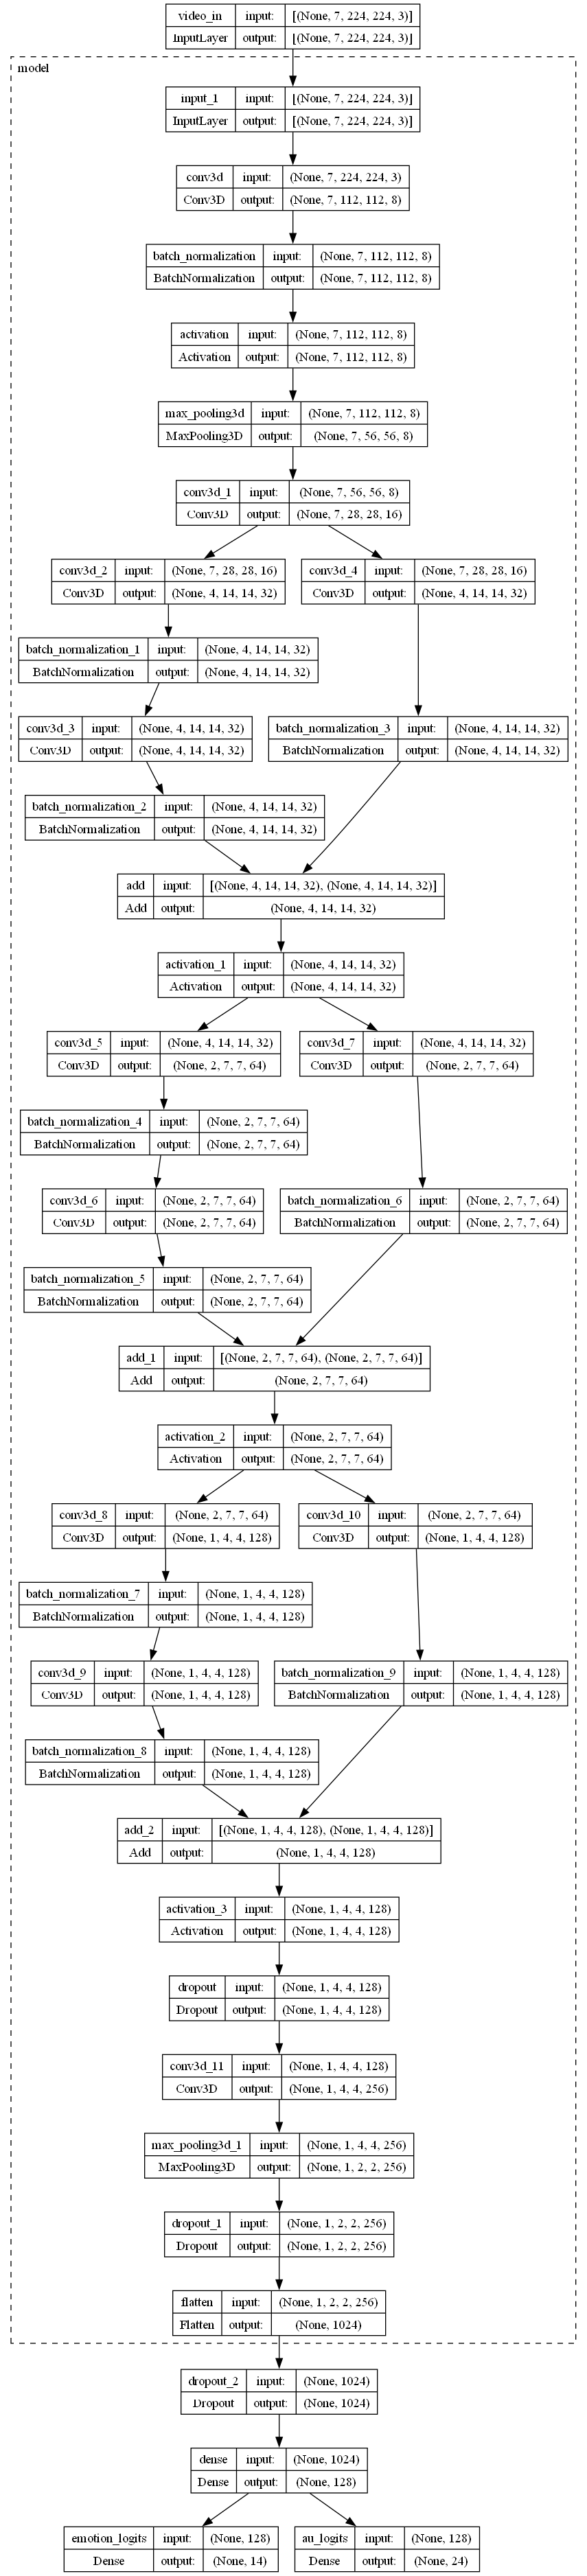 video_in input: [(None, 7, 224, 224, 3)]
InputLayer output: [(None, 7, 224, 224, 3)]
model
input_1 input: [(None, 7, 224, 224, 3)]
InputLayer output: [(None, 7, 224, 224, 3)]
conv3d input: (None, 7, 224, 224, 3)
Conv3D output: (None, 7, 112, 112, 8)
batch_normalization input: (None, 7, 112, 112, 8)
BatchNormalization output: (None, 7, 112, 112, 8)
activation input: (None, 7, 112, 112, 8)
Activation output: (None, 7, 112, 112, 8)
max_pooling3d input: (None, 7, 112, 112, 8)
MaxPooling3D output: (None, 7, 56, 56, 8)
conv3d_1 input: (None, 7, 56, 56, 8)
Conv3D output: (None, 7, 28, 28, 16)
conv3d_2 input: (None, 7, 28, 28, 16)
Conv3D output: (None, 4, 14, 14, 32)
conv3d_4 input: (None, 7, 28, 28, 16)
Conv3D output: (None, 4, 14, 14, 32)
batch_normalization_1 input: (None, 4, 14, 14, 32)
BatchNormalization output: (None, 4, 14, 14, 32)
conv3d_3 input: (None, 4, 14, 14, 32)
Conv3D output: (None, 4, 14, 14, 32)
batch_normalization_3 input: (None, 4, 14, 14, 32)
BatchNormalization output: (None, 4, 14, 14, 32)
batch_normalization_2 input: (None, 4, 14, 14, 32)
BatchNormalization output: (None, 4, 14, 14, 32)
add input: [(None, 4, 14, 14, 32), (None, 4, 14, 14, 32)]
Add output: (None, 4, 14, 14, 32)
activation_1 input: (None, 4, 14, 14, 32)
Activation output: (None, 4, 14, 14, 32)
conv3d_5 input: (None, 4, 14, 14, 32)
Conv3D output: (None, 2, 7, 7, 64)
conv3d_7 input: (None, 4, 14, 14, 32)
Conv3D output: (None, 2, 7, 7, 64)
batch_normalization_4 input: (None, 2, 7, 7, 64)
BatchNormalization output: (None, 2, 7, 7, 64)
conv3d_6 input: (None, 2, 7, 7, 64)
Conv3D output: (None, 2, 7, 7, 64)
batch_normalization_6 input: (None, 2, 7, 7, 64)
BatchNormalization output: (None, 2, 7, 7, 64)
batch_normalization_5 input: (None, 2, 7, 7, 64)
BatchNormalization output: (None, 2, 7, 7, 64)
add_1 input: [(None, 2, 7, 7, 64), (None, 2, 7, 7, 64)]
Add output: (None, 2, 7, 7, 64)
activation_2 input: (None, 2, 7, 7, 64)
Activation output: (None, 2, 7, 7, 64)
conv3d_8 input: (None, 2, 7, 7, 64)
Conv3D output: (None, 1, 4, 4, 128)
conv3d_10 input: (None, 2, 7, 7, 64)
Conv3D output: (None, 1, 4, 4, 128)
batch_normalization_7 input: (None, 1, 4, 4, 128)
BatchNormalization output: (None, 1, 4, 4, 128)
conv3d_9 input: (None, 1, 4, 4, 128)
Conv3D output: (None, 1, 4, 4, 128)
batch_normalization_9 input: (None, 1, 4, 4, 128)
BatchNormalization output: (None, 1, 4, 4, 128)
batch_normalization_8 input: (None, 1, 4, 4, 128)
BatchNormalization output: (None, 1, 4, 4, 128)
add_2 input: [(None, 1, 4, 4, 128), (None, 1, 4, 4, 128)]
Add output: (None, 1, 4, 4, 128)
activation_3 input: (None, 1, 4, 4, 128)
Activation output: (None, 1, 4, 4, 128)
dropout input: (None, 1, 4, 4, 128)
Dropout output: (None, 1, 4, 4, 128)
conv3d_11 input: (None, 1, 4, 4, 128)
Conv3D output: (None, 1, 4, 4, 256)
max_pooling3d_1 input: (None, 1, 4, 4, 256)
MaxPooling3D output: (None, 1, 2, 2, 256)
dropout_1 input: (None, 1, 2, 2, 256)
Dropout output: (None, 1, 2, 2, 256)
flatten input: (None, 1, 2, 2, 256)
Flatten output: (None, 1024)
dropout_2 input: (None, 1024)
Dropout output: (None, 1024)
dense input: (None, 1024)
Dense output: (None, 128)
emotion_logits input: (None, 128)
Dense output: (None, 14)
au_logits input: (None, 128)
Dense output: (None, 24)